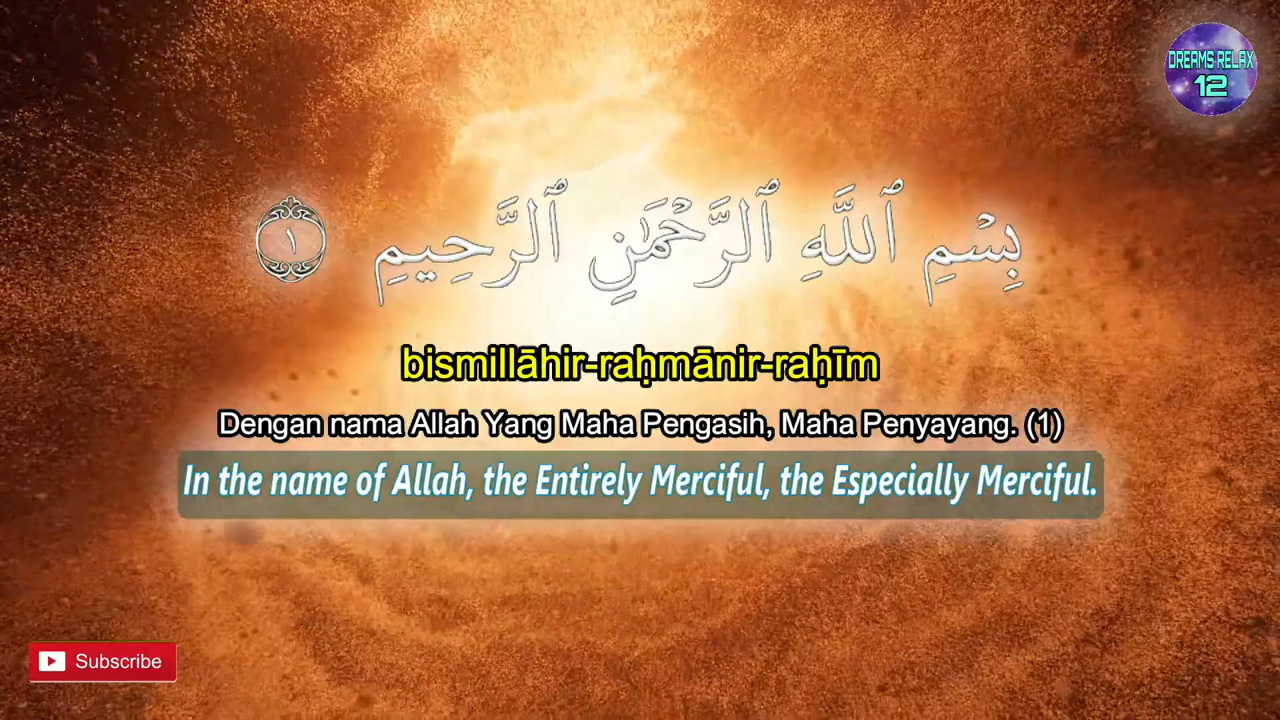 DREAMS RELAX
12
بِسْمِ ٱللَّهِ ٱلرَّحْمَٰنِ ٱلرَّحِيمِ ١
bismillāhir-raḥmānir-raḥīm
Dengan nama Allah Yang Maha Pengasih, Maha Penyayang. (1)
In the name of Allah, the Entirely Merciful, the Especially Merciful.
Subscribe